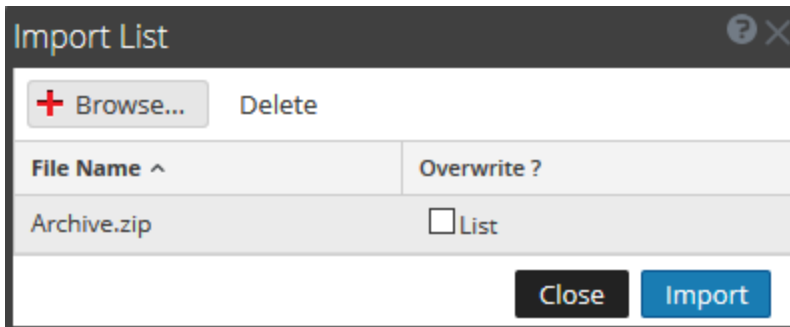 Import List
Browse... Delete
File Name Overwrite ?
Archive.zip List
Close Import